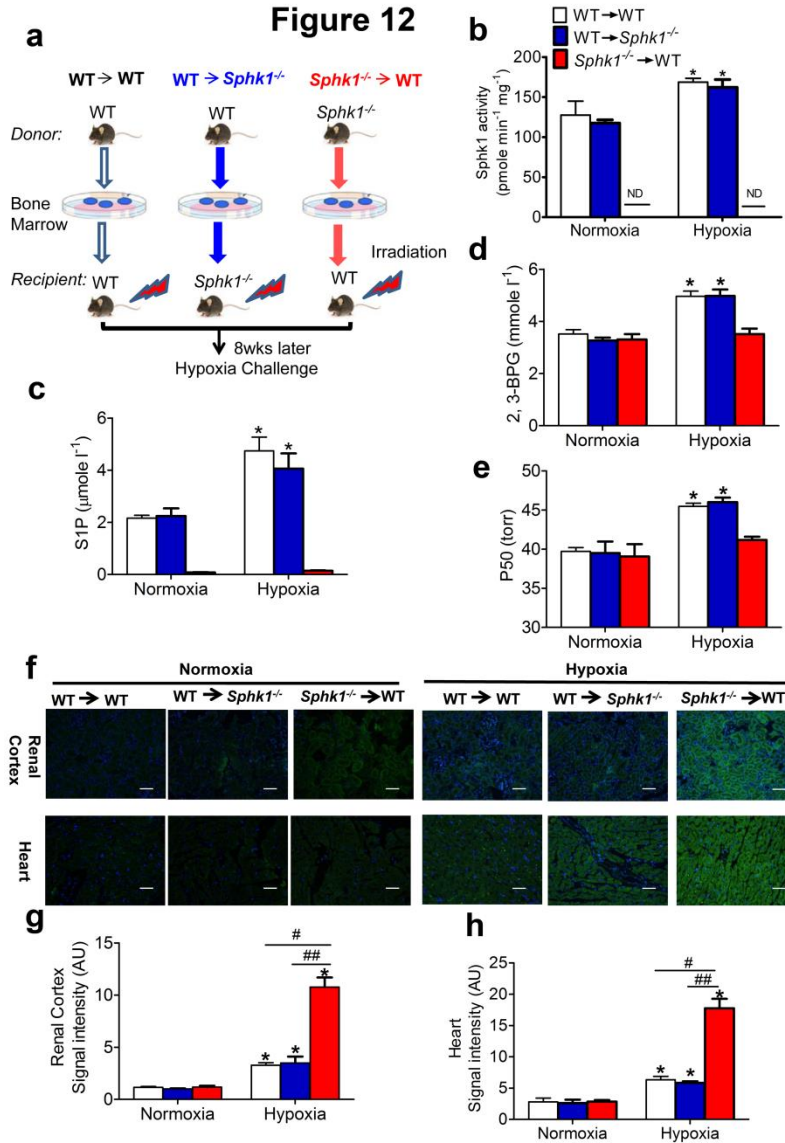 Figure 12
a
WT → WT
WT → Sphk1-/-
Sphk1-/- → WT
Donor:
WT
WT
Sphk1-/-
Bone
Marrow
Irradiation
Recipient:
WT
Sphk1-/-
WT
8wks later
Hypoxia Challenge
b
WT→WT
WT→Sphk1-/-
Sphk1-/-→WT
Sphk1 activity
(pmole min-1 mg-1)
200
150
100
50
0
ND
* *
ND
Normoxia
Hypoxia
c
S1P (µmole l-1)
6
4
2
0
* *
Normoxia
Hypoxia
d
2, 3-BPG (mmole l-1)
6
4
2
0
* *
Normoxia
Hypoxia
e
P50 (torr)
50
45
40
35
30
* *
Normoxia
Hypoxia
f
Normoxia
Hypoxia
WT → WT
WT → Sphk1-/-
Sphk1-/- → WT
WT → WT
WT → Sphk1-/-
Sphk1-/- → WT
Renal
Cortex
Heart
g
Renal Cortex
Signal intensity (AU)
15
10
5
0
#
##
* * *
Normoxia
Hypoxia
h
Heart
Signal intensity (AU)
25
20
15
10
5
0
#
##
* * *
Normoxia
Hypoxia